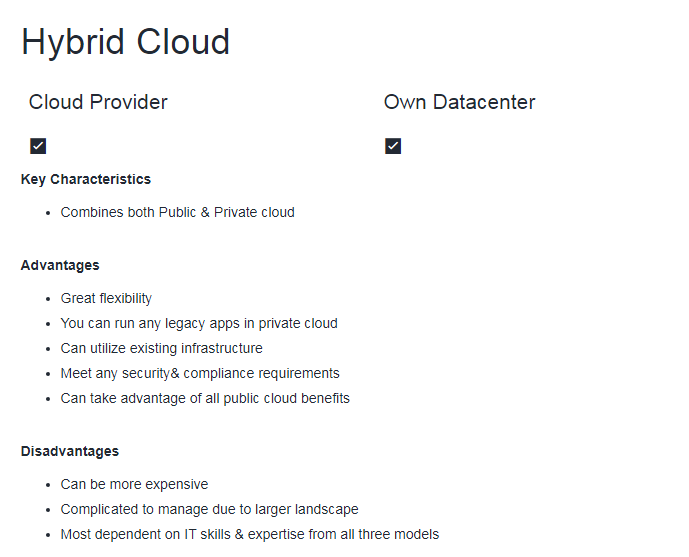 Hybrid Cloud
Cloud Provider
Own Datacenter
Key Characteristics
Combines both Public & Private cloud
Advantages
Great flexibility
You can run any legacy apps in private cloud
Can utilize existing infrastructure
Meet any security& compliance requirements
Can take advantage of all public cloud benefits
Disadvantages
Can be more expensive
Complicated to manage due to larger landscape
Most dependent on IT skills & expertise from all three models